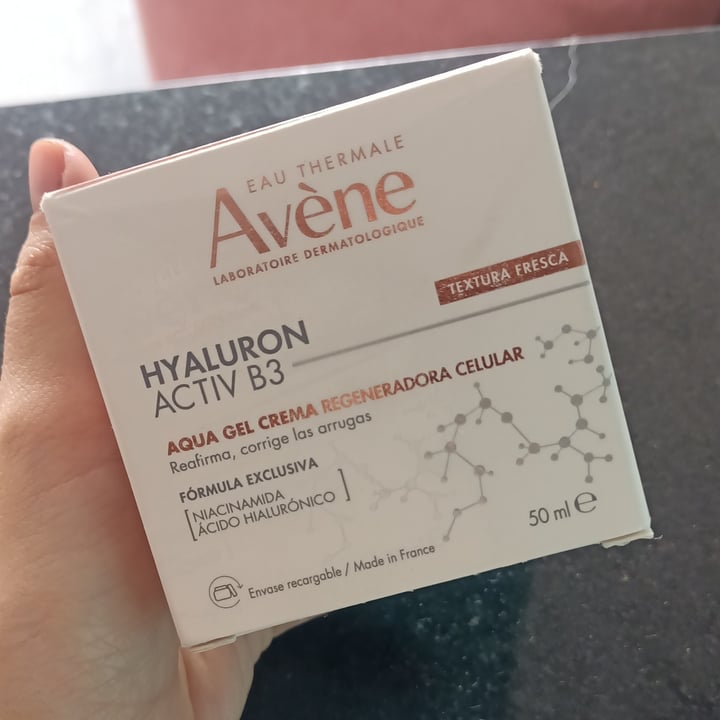 EAU THERMALE
Avène
LABORATOIRE DERMATOLOGIQUE
TEXTURA FRESCA
HYALURON
ACTIV B3
AQUA GEL CREMA REGENERADORA CELULAR
Reafirma, corrige las arrugas
FÓRMULA EXCLUSIVA
[NIACINAMIDA
ÁCIDO HIALURÓNICO]
50 ml ℮
Envase recargable / Made in France